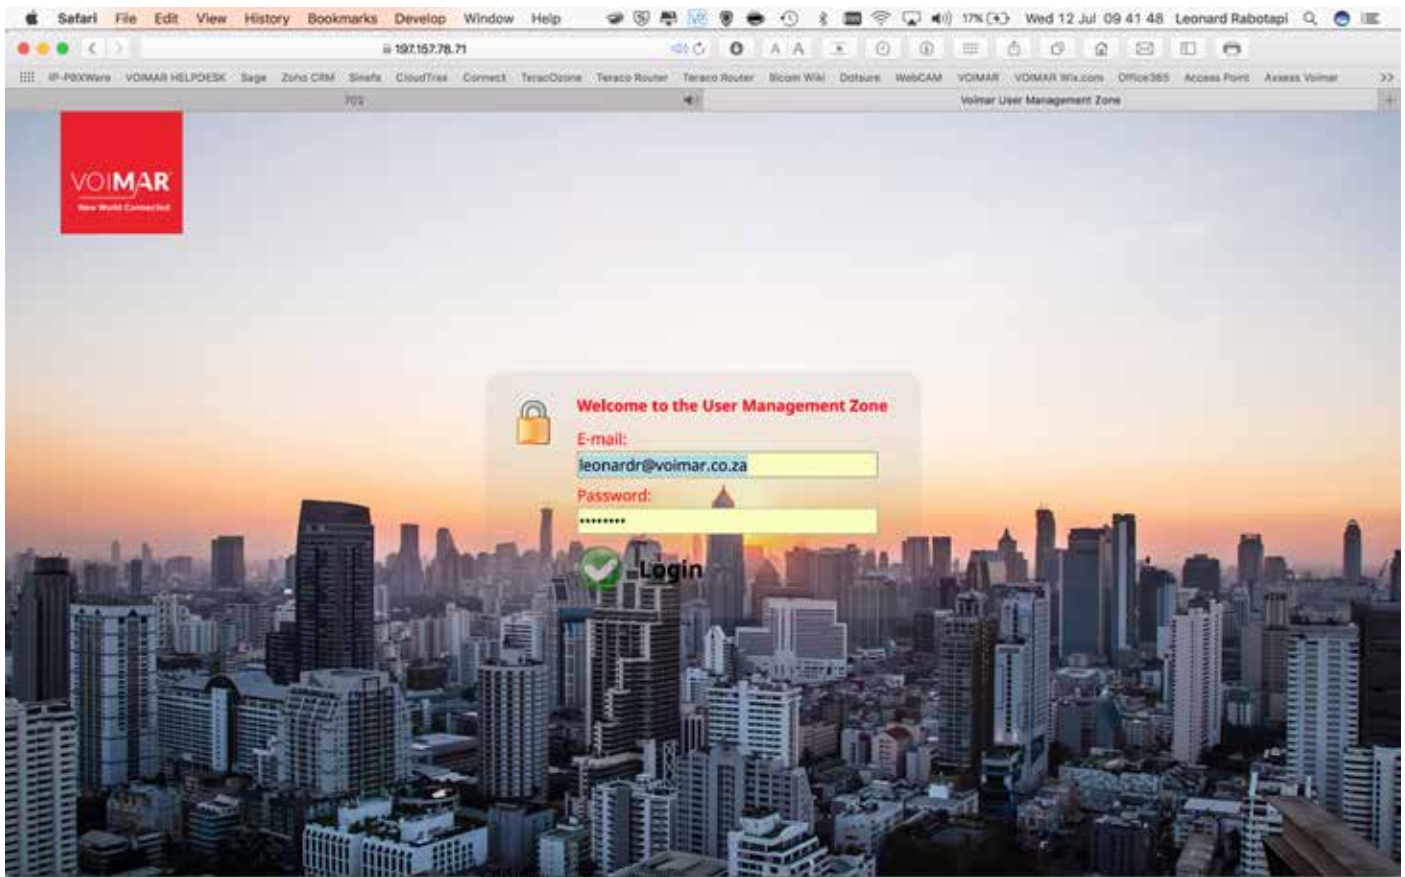 Safari File Edit View History Bookmarks Develop Window Help 17% Wed 12 Jul 09 41 48 Leonard Rabotapi
197.157.78.71
IP-PBXWare VOIMAR HELPDESK Sage Zoho CRM Sinefa CloudTrax Connect TeracOzone Teraco Router Teraco Router Bicom Wiki Dotsure WebCAM VOIMAR VOIMAR Wix.com Office365 Access Point Axxess Voimar >>
702 Voimar User Management Zone
VOIMAR
New World Connected
Welcome to the User Management Zone
E-mail:
leonardr@voimar.co.za
Password:
••••••••
Login